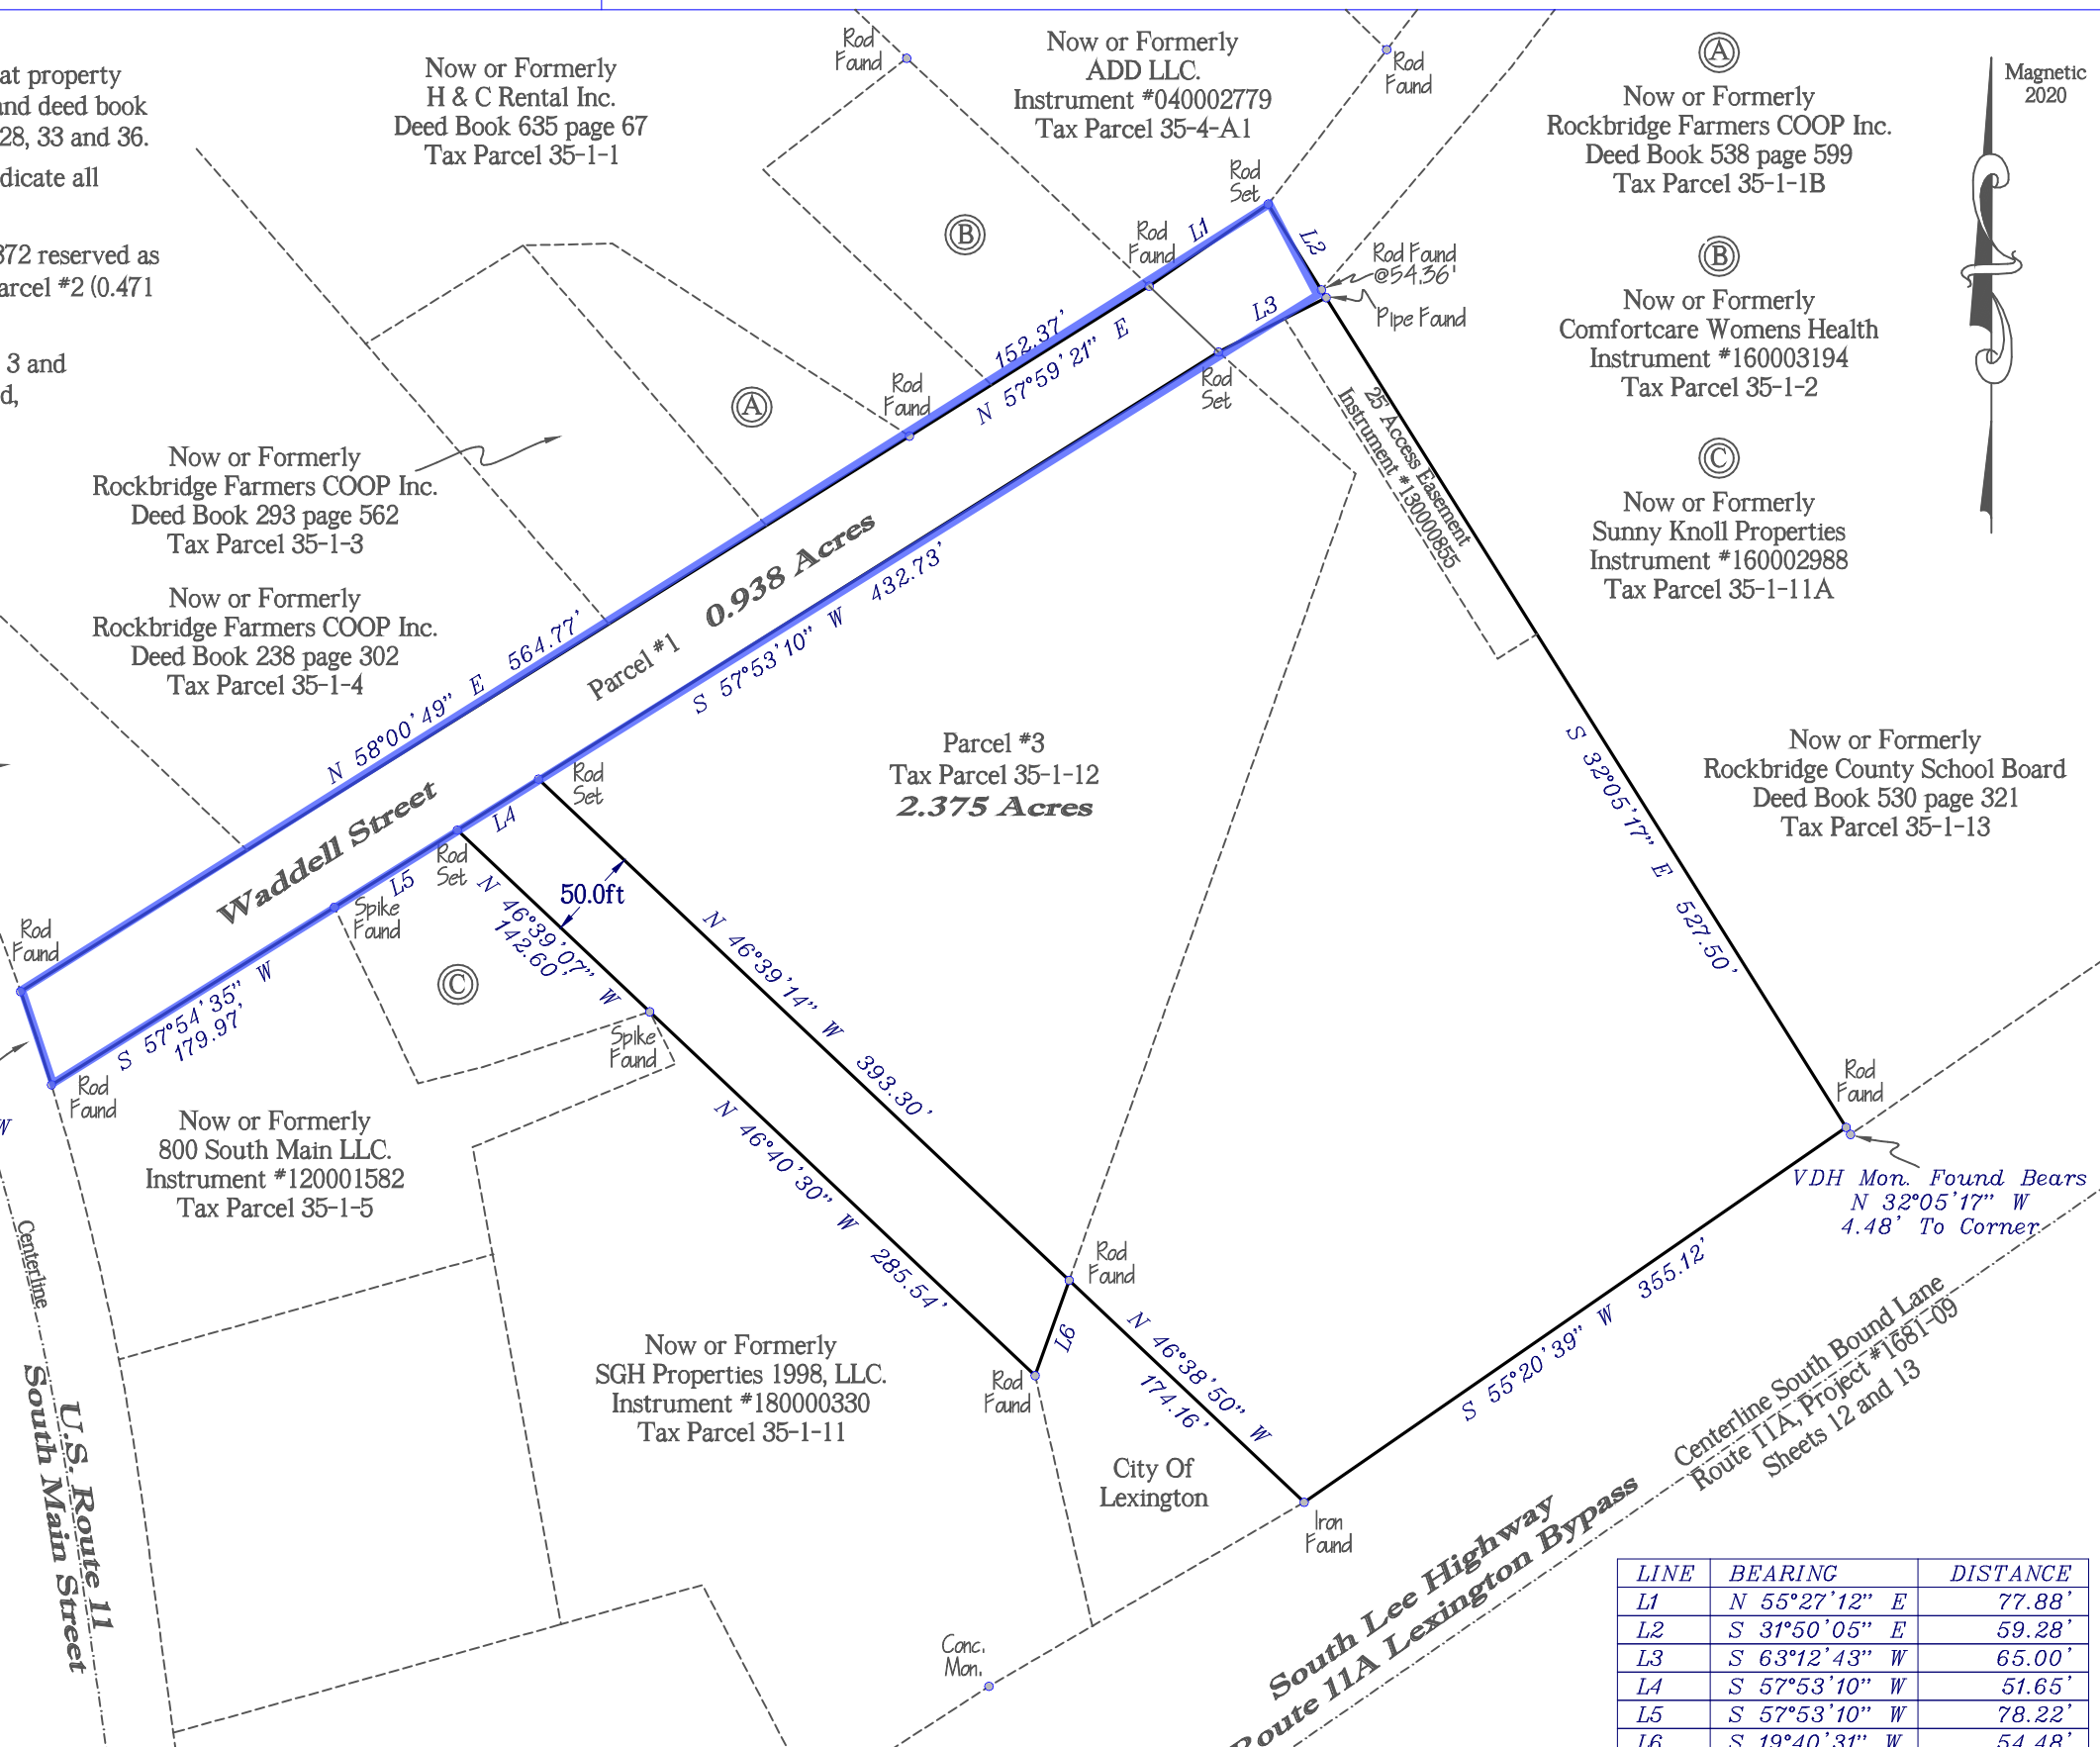 at property
and deed book
28, 33 and 36.
dicate all
372 reserved as
arcel #2 (0.471
3 and
d,
Now or Formerly
H & C Rental Inc.
Deed Book 635 page 67
Tax Parcel 35-1-1
Rod
Found
Now or Formerly
ADD LLC.
Instrument #040002779
Tax Parcel 35-4-A1
Rod
Found
A
Now or Formerly
Rockbridge Farmers COOP Inc.
Deed Book 538 page 599
Tax Parcel 35-1-1B
Magnetic
2020
B
Now or Formerly
Comfortcare Womens Health
Instrument #160003194
Tax Parcel 35-1-2
C
Now or Formerly
Sunny Knoll Properties
Instrument #160002988
Tax Parcel 35-1-11A
Rod
Set
L1
L2
B
Rod
Found
Rod Found
@54.36'
Pipe Found
L3
152.37'
N 57°59'21" E
Rod
Found
A
Rod
Set
25' Access Easement
Instrument #130000855
Now or Formerly
Rockbridge Farmers COOP Inc.
Deed Book 293 page 562
Tax Parcel 35-1-3
Now or Formerly
Rockbridge Farmers COOP Inc.
Deed Book 238 page 302
Tax Parcel 35-1-4
N 58°00'49" E 564.77'
Parcel #1 0.938 Acres
S 57°53'10" W 432.73'
Waddell Street
Parcel #3
Tax Parcel 35-1-12
2.375 Acres
S 32°05'17" E 527.50'
Now or Formerly
Rockbridge County School Board
Deed Book 530 page 321
Tax Parcel 35-1-13
Rod
Set
L4
Rod
Set
L5
Spike
Found
50.0ft
Rod
Found
S 57°54'35" W
179.97'
C
N 46°39'07" W
142.60'
N 46°39'14" W 393.30'
Spike
Found
Rod
Found
W
Now or Formerly
800 South Main LLC.
Instrument #120001582
Tax Parcel 35-1-5
N 46°40'30" W 285.54'
Rod
Found
VDH Mon. Found Bears
N 32°05'17" W
4.48' To Corner
Rod
Found
L6
Rod
Found
N 46°38'50" W
174.16'
S 55°20'39" W 355.12'
Centerline
U.S. Route 11
South Main Street
Now or Formerly
SGH Properties 1998, LLC.
Instrument #180000330
Tax Parcel 35-1-11
City Of
Lexington
Iron
Found
Conc.
Mon.
Centerline South Bound Lane
Route 11A, Project #1681-09
Sheets 12 and 13
South Lee Highway
Route 11A Lexington Bypass
LINE BEARING DISTANCE
L1 N 55°27'12" E 77.88'
L2 S 31°50'05" E 59.28'
L3 S 63°12'43" W 65.00'
L4 S 57°53'10" W 51.65'
L5 S 57°53'10" W 78.22'
L6 S 19°40'31" W 54.48'